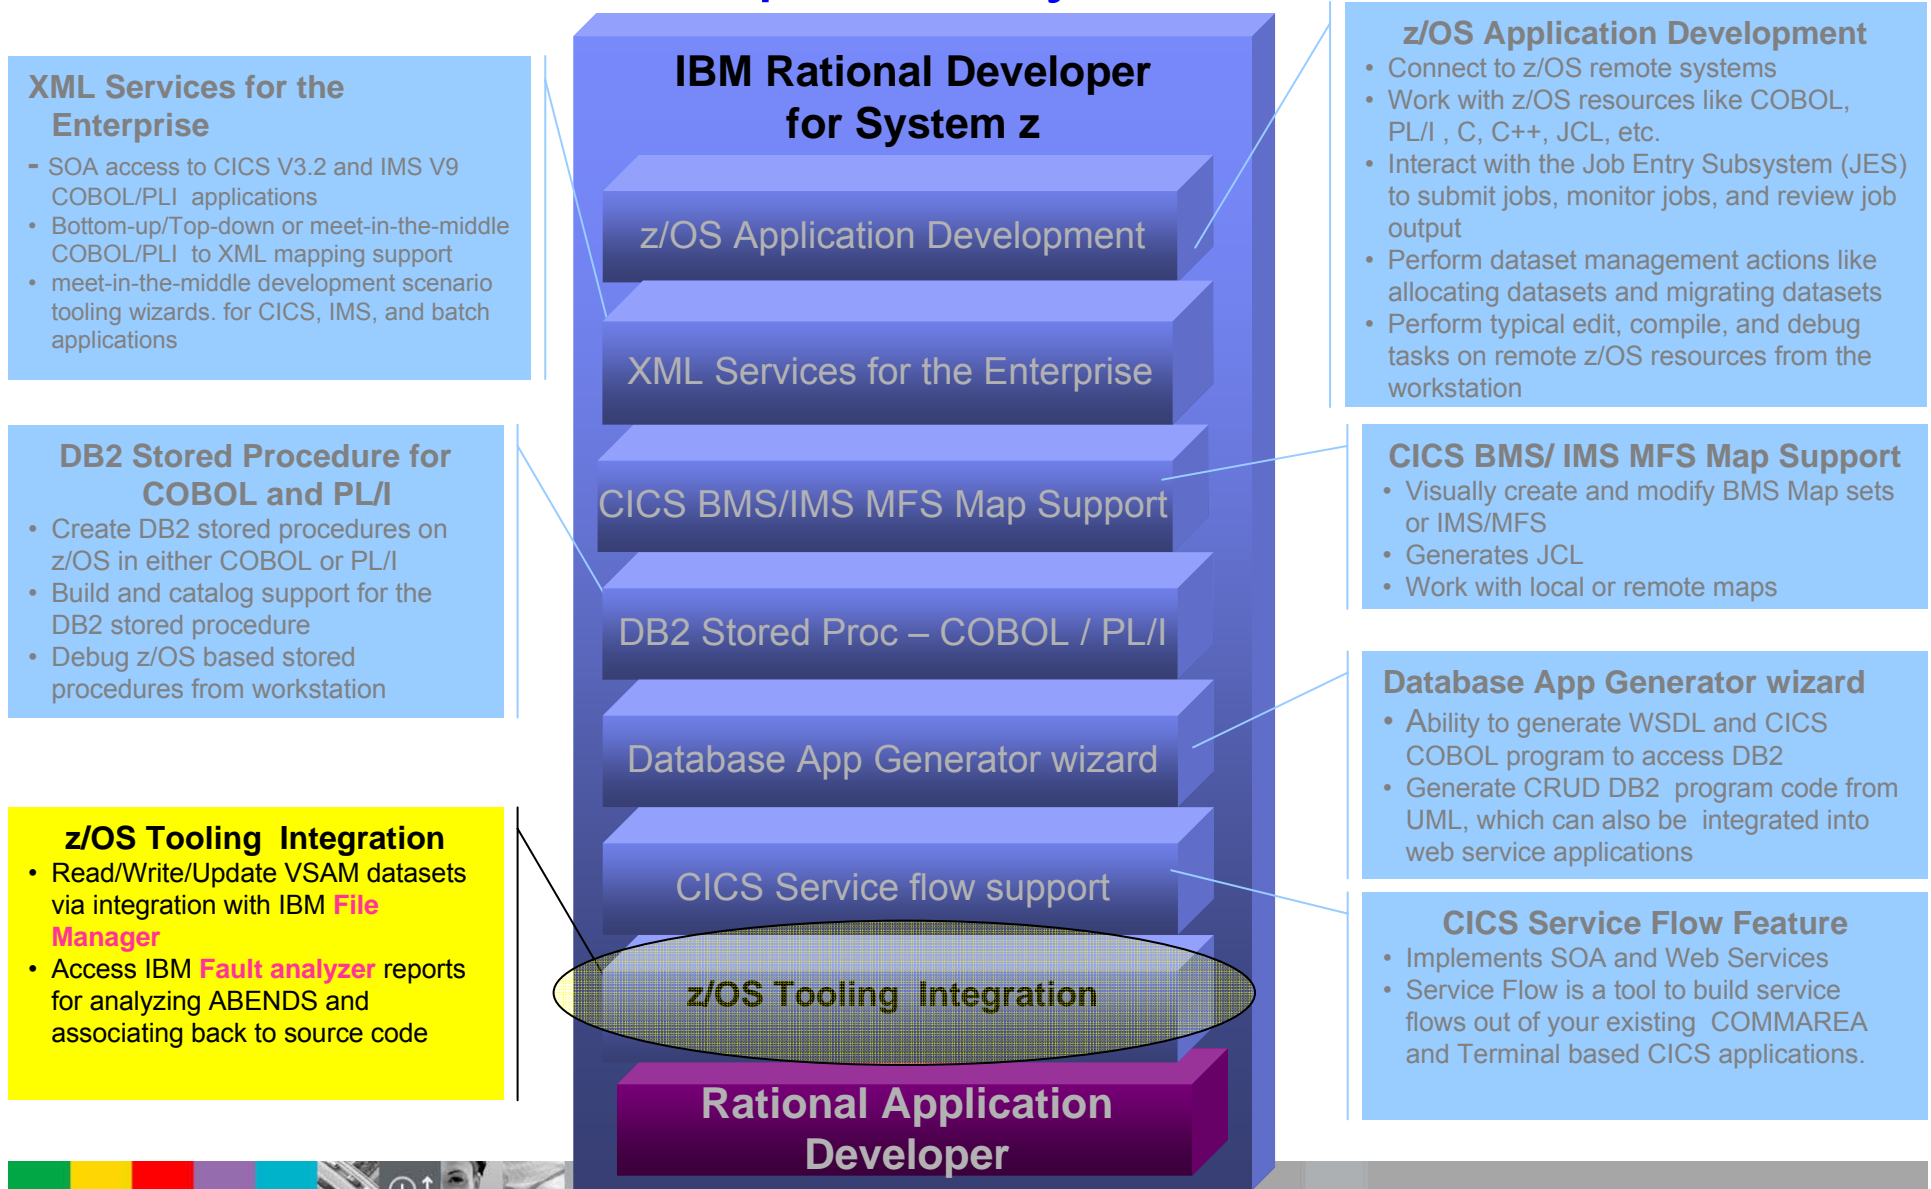 IBM Rational Developer
for System z
z/OS Application Development
XML Services for the Enterprise
CICS BMS/IMS MFS Map Support
DB2 Stored Proc – COBOL / PL/I
Database App Generator wizard
CICS Service flow support
z/OS Tooling Integration
Rational Application
Developer
XML Services for the
Enterprise
- SOA access to CICS V3.2 and IMS V9
COBOL/PLI applications
• Bottom-up/Top-down or meet-in-the-middle
COBOL/PLI to XML mapping support
• meet-in-the-middle development scenario
tooling wizards. for CICS, IMS, and batch
applications
DB2 Stored Procedure for
COBOL and PL/I
• Create DB2 stored procedures on
z/OS in either COBOL or PL/I
• Build and catalog support for the
DB2 stored procedure
• Debug z/OS based stored
procedures from workstation
z/OS Tooling Integration
• Read/Write/Update VSAM datasets
via integration with IBM File
Manager
• Access IBM Fault analyzer reports
for analyzing ABENDS and
associating back to source code
z/OS Application Development
• Connect to z/OS remote systems
• Work with z/OS resources like COBOL,
PL/I , C, C++, JCL, etc.
• Interact with the Job Entry Subsystem (JES)
to submit jobs, monitor jobs, and review job
output
• Perform dataset management actions like
allocating datasets and migrating datasets
• Perform typical edit, compile, and debug
tasks on remote z/OS resources from the
workstation
CICS BMS/ IMS MFS Map Support
• Visually create and modify BMS Map sets
or IMS/MFS
• Generates JCL
• Work with local or remote maps
Database App Generator wizard
• Ability to generate WSDL and CICS
COBOL program to access DB2
• Generate CRUD DB2 program code from
UML, which can also be integrated into
web service applications
CICS Service Flow Feature
• Implements SOA and Web Services
• Service Flow is a tool to build service
flows out of your existing COMMAREA
and Terminal based CICS applications.